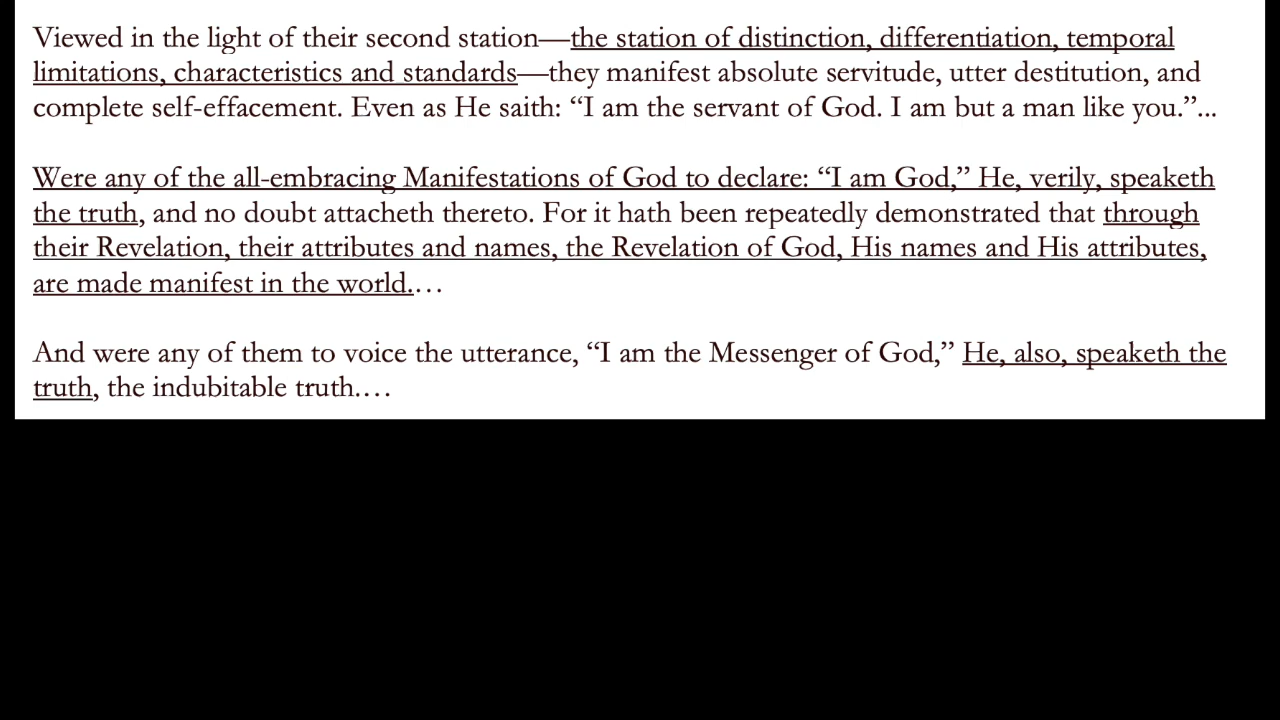 Viewed in the light of their second station—the station of distinction, differentiation, temporal
limitations, characteristics and standards—they manifest absolute servitude, utter destitution, and
complete self-effacement. Even as He saith: “I am the servant of God. I am but a man like you.”...
Were any of the all-embracing Manifestations of God to declare: “I am God,” He, verily, speaketh
the truth, and no doubt attacheth thereto. For it hath been repeatedly demonstrated that through
their Revelation, their attributes and names, the Revelation of God, His names and His attributes,
are made manifest in the world.…
And were any of them to voice the utterance, “I am the Messenger of God,” He, also, speaketh the
truth, the indubitable truth.…